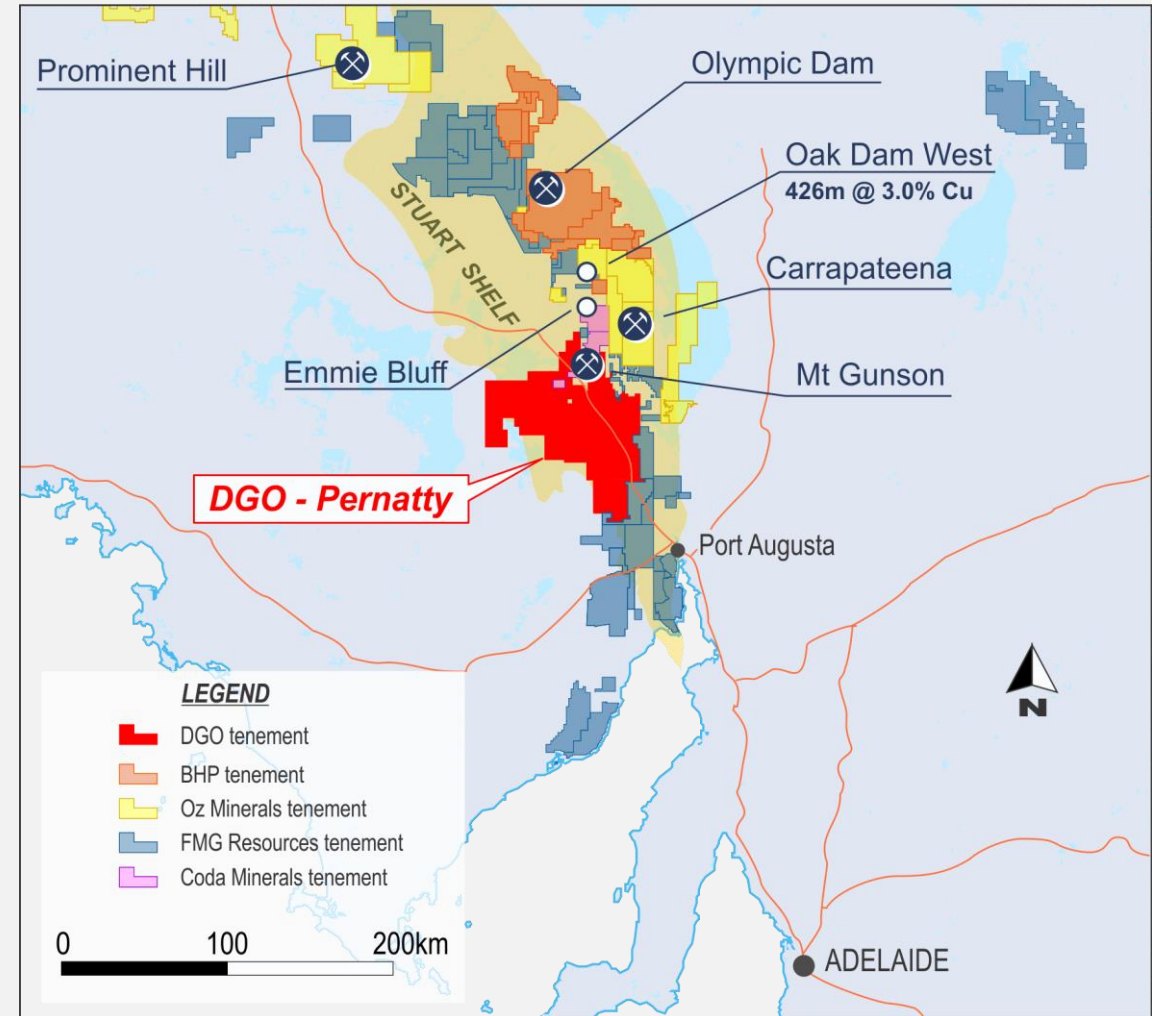 Prominent Hill
Olympic Dam
Oak Dam West
426m @ 3.0% Cu
STUART SHELF
Carrapateena
Emmie Bluff
Mt Gunson
DGO - Pernatty
Port Augusta
LEGEND
DGO tenement
BHP tenement
Oz Minerals tenement
FMG Resources tenement
Coda Minerals tenement
0 100 200km
N
ADELAIDE